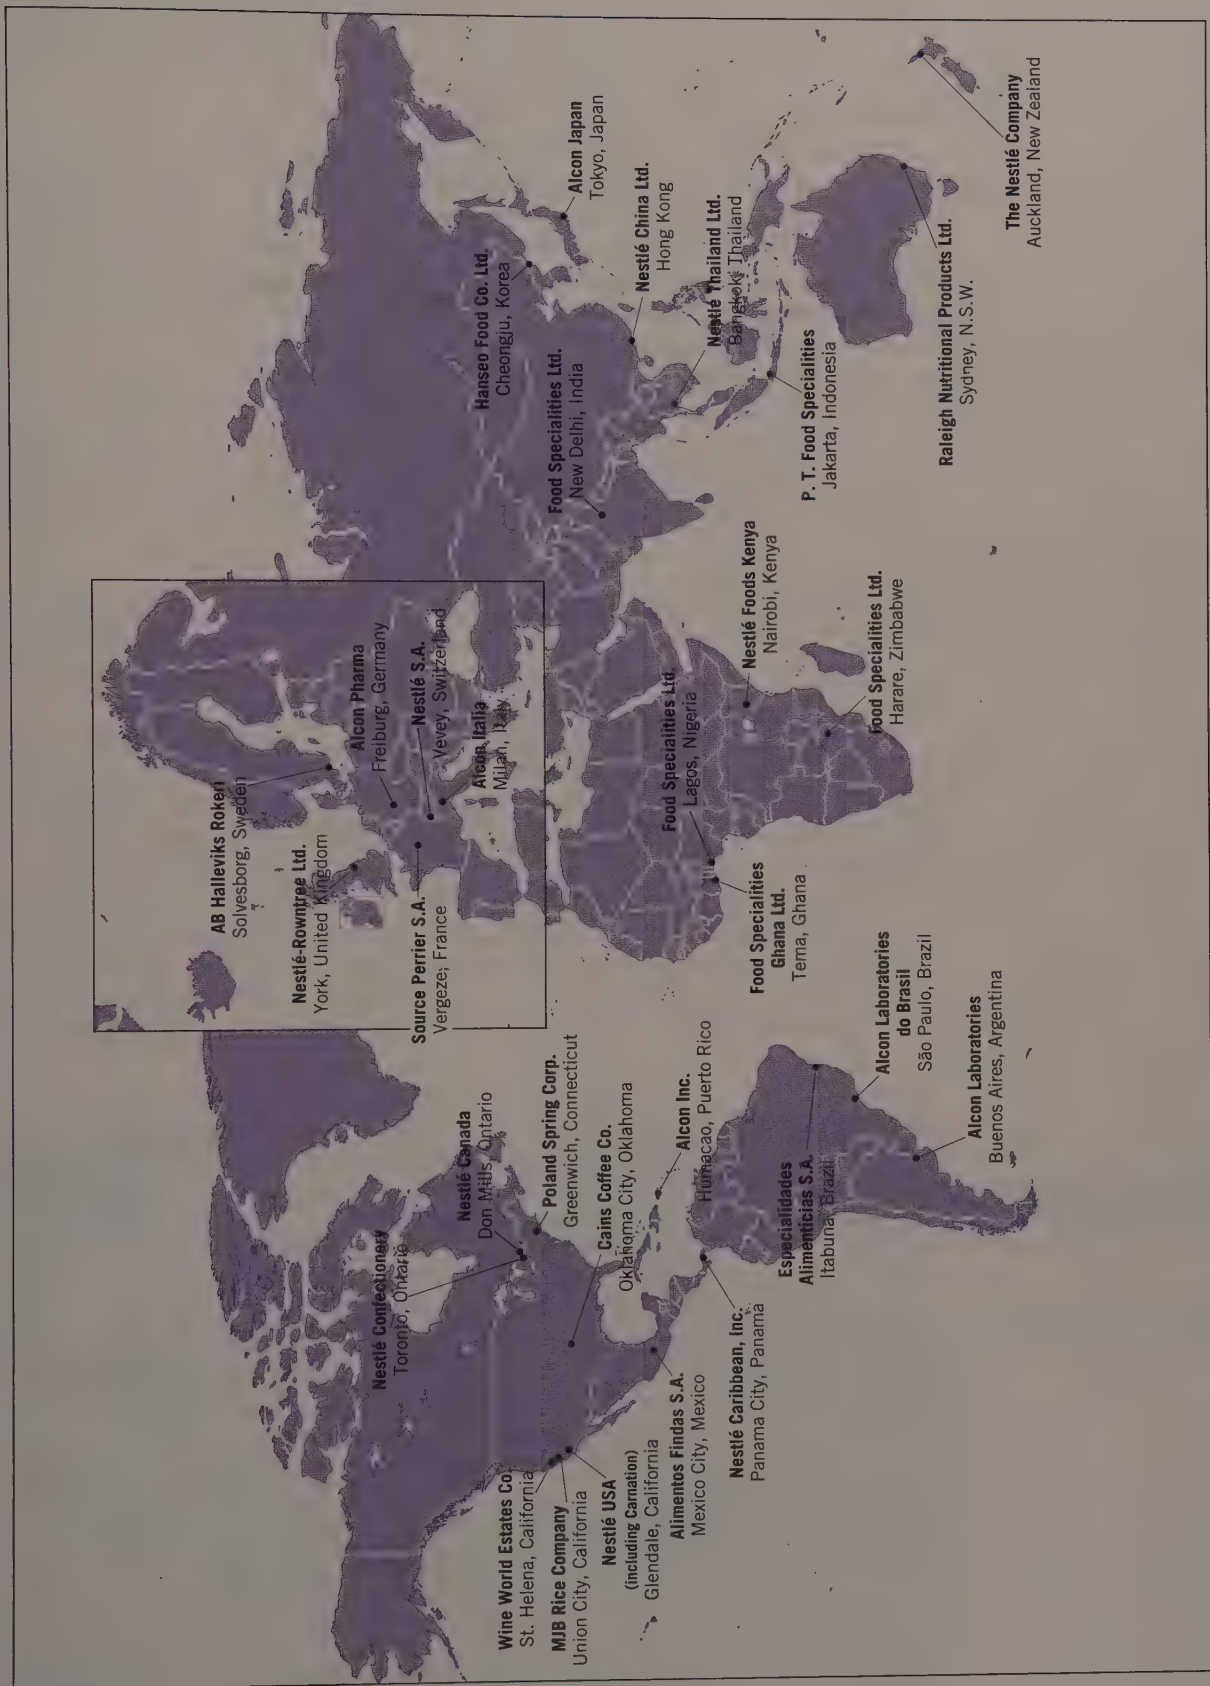 Wine World Estates Co.
St. Helena, California
MJB Rice Company
Union City, California
Nestlé USA
(including Carnation)
Glendale, California
Alimentos Findas S.A.
Mexico City, Mexico
Nestlé Caribbean, Inc.
Panama City, Panama
Nestlé Confectionery
Toronto, Ontario
Nestlé Canada
Don Mills, Ontario
Poland Spring Corp.
Greenwich, Connecticut
Cains Coffee Co.
Oklahoma City, Oklahoma
Alcon Inc.
Humacao, Puerto Rico
Especialidades
Alimenticias S.A.
Itabuna, Brazil
Alcon Laboratories
do Brasil
São Paulo, Brazil
Alcon Laboratories
Buenos Aires, Argentina
AB Halleviks Rokeri
Solvesborg, Sweden
Nestlé-Rowntree Ltd.
York, United Kingdom
Source Perrier S.A.
Vergeze, France
Alcon Pharma
Freiburg, Germany
Nestlé S.A.
Vevey, Switzerland
Alcon Italia
Milan, Italy
Food Specialities Ltd.
Lagos, Nigeria
Food Specialities
Ghana Ltd.
Tema, Ghana
Nestlé Foods Kenya
Nairobi, Kenya
Food Specialities Ltd.
Harare, Zimbabwe
Hanseo Food Co. Ltd.
Cheongju, Korea
Food Specialities Ltd.
New Delhi, India
Alcon Japan
Tokyo, Japan
Nestlé China Ltd.
Hong Kong
Nestlé Thailand Ltd.
Bangkok, Thailand
P. T. Food Specialities
Jakarta, Indonesia
Raleigh Nutritional Products Ltd.
Sydney, N.S.W.
The Nestlé Company
Auckland, New Zealand